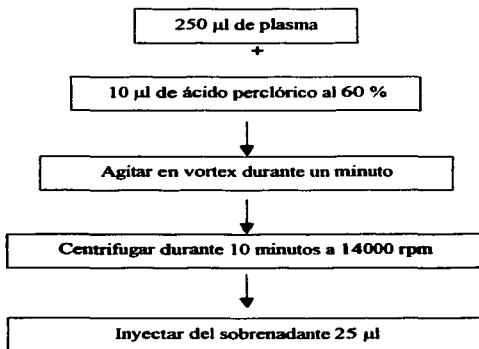 250 µl de plasma
+
10 µl de ácido perclórico al 60 %
Agitar en vortex durante un minuto
Centrifugar durante 10 minutos a 14000 rpm
Inyectar del sobrenadante 25 µl